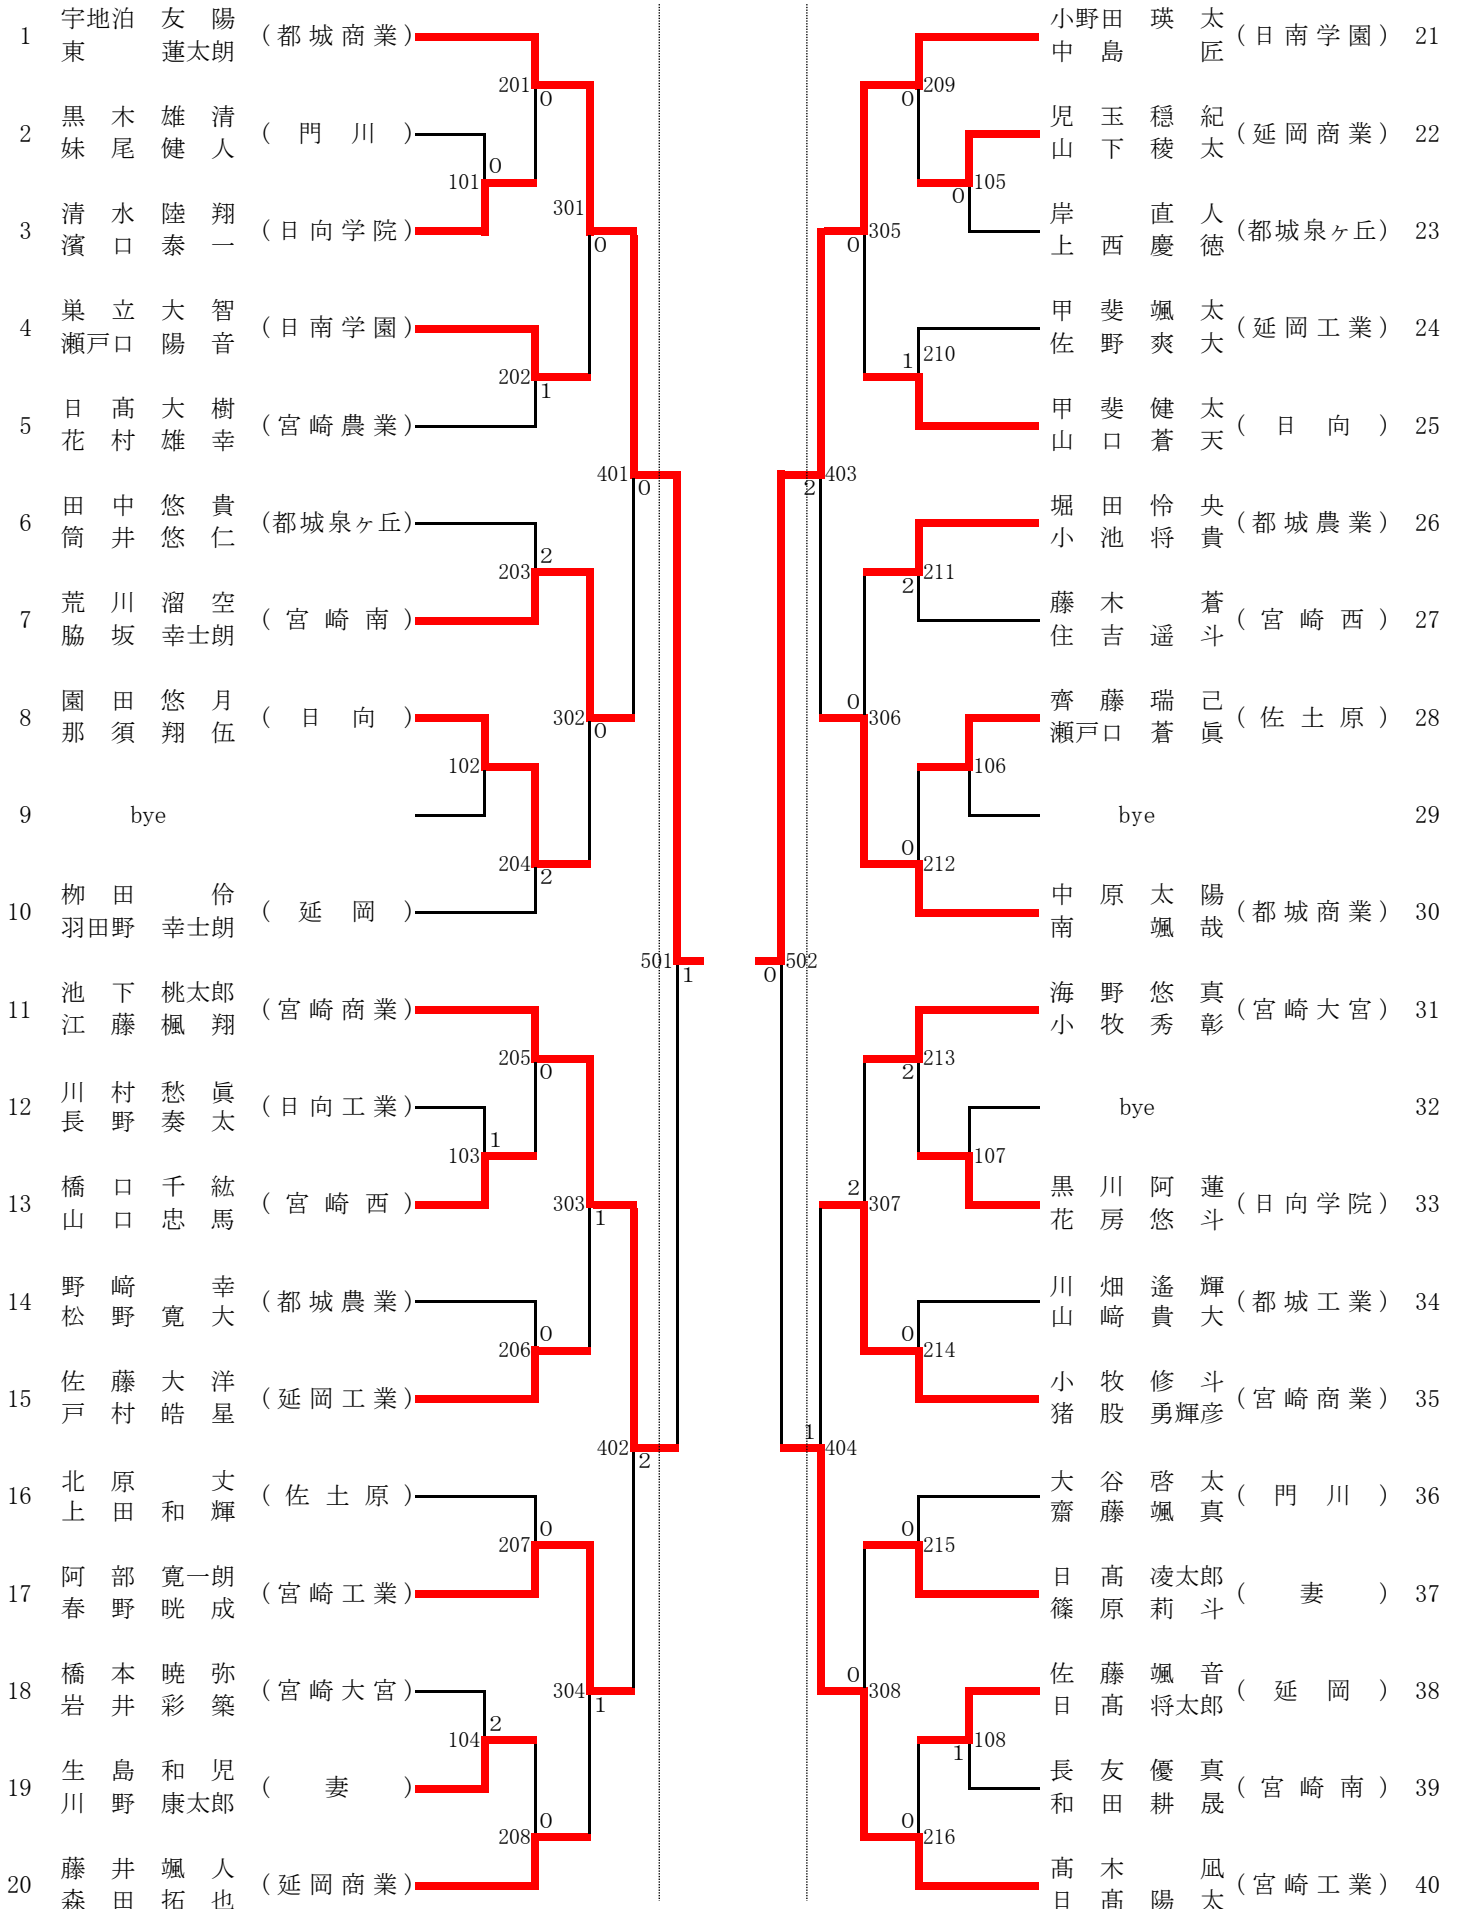 1 宇地泊 友陽 (都城商業)
東 蓮太朗
201
0
2 黒木雄清 (門川)
妹尾健人
0
101
3 清水陸翔 (日向学院)
濱口泰一
301
0
4 巣立大智 (日南学園)
瀬戸口 陽音
202
1
5 日髙大樹 (宮崎農業)
花村雄幸
401
0
6 田中悠貴 (都城泉ヶ丘)
筒井悠仁
2
203
7 荒川溜空 (宮崎南)
脇坂 幸士朗
8 園田悠月 (日向)
那須翔伍
302
0
102
9 bye
204
2
10 栁田伶 (延岡)
羽田野 幸士朗
501
1
11 池下 桃太郎 (宮崎商業)
江藤楓翔
205
0
12 川村愁眞 (日向工業)
長野奏太
1
103
13 橋口千紘 (宮崎西)
山口忠馬
303
1
14 野﨑幸 (都城農業)
松野寛大
0
206
15 佐藤大洋 (延岡工業)
戸村皓星
402
2
16 北原丈 (佐土原)
上田和輝
0
207
17 阿部 寛一朗 (宮崎工業)
春野晄成
18 橋本暁弥 (宮崎大宮)
岩井彩築
304
1
2
104
19 生島和児 (妻)
川野 康太郎
0
208
20 藤井颯人 (延岡商業)
森田拓也
小野田 瑛太 (日南学園) 21
中島匠
209
0
児玉穏紀 (延岡商業) 22
山下稜太
105
0
岸直人 (都城泉ヶ丘) 23
上西慶徳
305
0
甲斐颯太 (延岡工業) 24
佐野爽大
210
1
甲斐健太 (日向) 25
山口蒼天
403
2
堀田怜央 (都城農業) 26
小池将貴
211
2
藤木蒼 (宮崎西) 27
住吉遥斗
0
306
齊藤瑞己 (佐土原) 28
瀬戸口 蒼眞
106
bye 29
0
212
中原太陽 (都城商業) 30
南颯哉
502
0
海野悠真 (宮崎大宮) 31
小牧秀彰
213
2
bye 32
107
黒川阿蓮 (日向学院) 33
花房悠斗
2
307
川畑遙輝 (都城工業) 34
山﨑貴大
0
214
小牧修斗 (宮崎商業) 35
猪股 勇輝彦
1
404
大谷啓太 (門川) 36
齋藤颯真
0
215
日髙 凌太郎 (妻) 37
篠原莉斗
0
308
佐藤颯音 (延岡) 38
日髙 将太郎
108
1
長友優真 (宮崎南) 39
和田耕晟
0
216
髙木凪 (宮崎工業) 40
日髙陽太